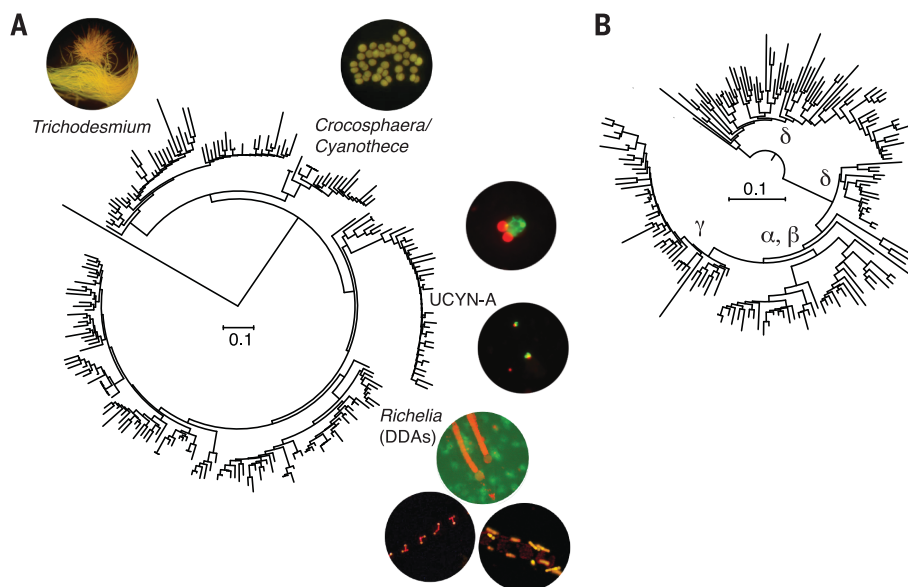 A
B
Trichodesmium
Crocosphaera/
Cyanothece
δ
δ
0.1
γ
α, β
UCYN-A
0.1
Richelia
(DDAs)